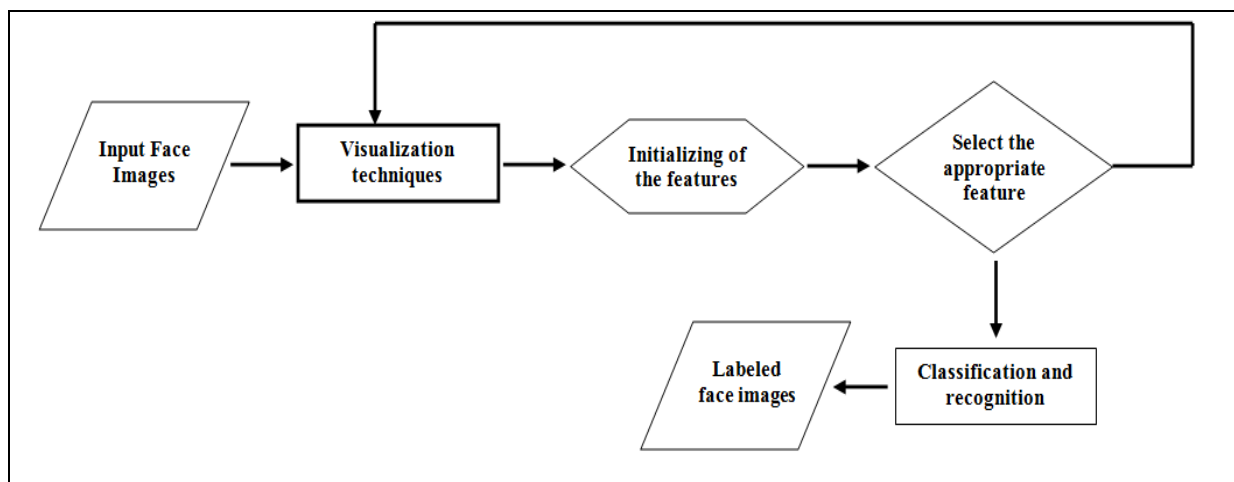 Input Face
Images
Visualization
techniques
Initializing of
the features
Select the
appropriate
feature
Classification and
recognition
Labeled
face images